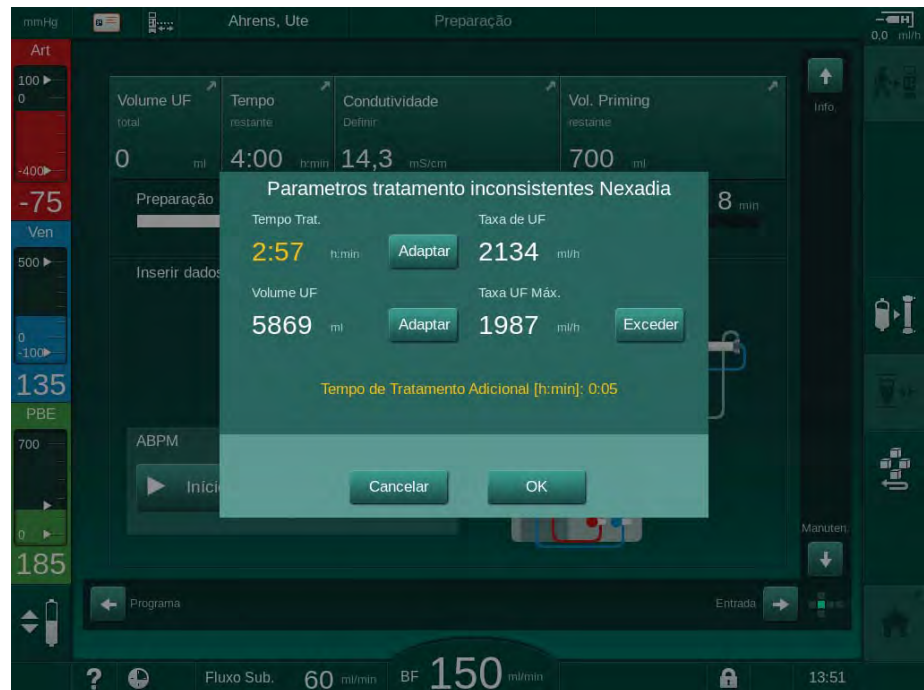 mmHg
Ahrens, Ute
Preparação
0,0 ml/h
Art
100
0
-400
-75
Ven
500
0
-100
135
PBE
700
0
185
Volume UF
total
0 ml
Tempo
restante
4:00 h:min
Condutividade
Definir
14,3 mS/cm
Vol. Priming
restante
700 ml
Info.
Preparação
8 min
Inserir dados
Parametros tratamento inconsistentes Nexadia
Tempo Trat.
2:57 h:min
Adaptar
Taxa de UF
2134 ml/h
Volume UF
5869 ml
Adaptar
Taxa UF Máx.
1987 ml/h
Exceder
Tempo de Tratamento Adicional [h:min]: 0:05
Cancelar
OK
ABPM
Iníci
Manuten.
Programa
Entrada
? Fluxo Sub. 60 ml/min BF 150 ml/min 13:51